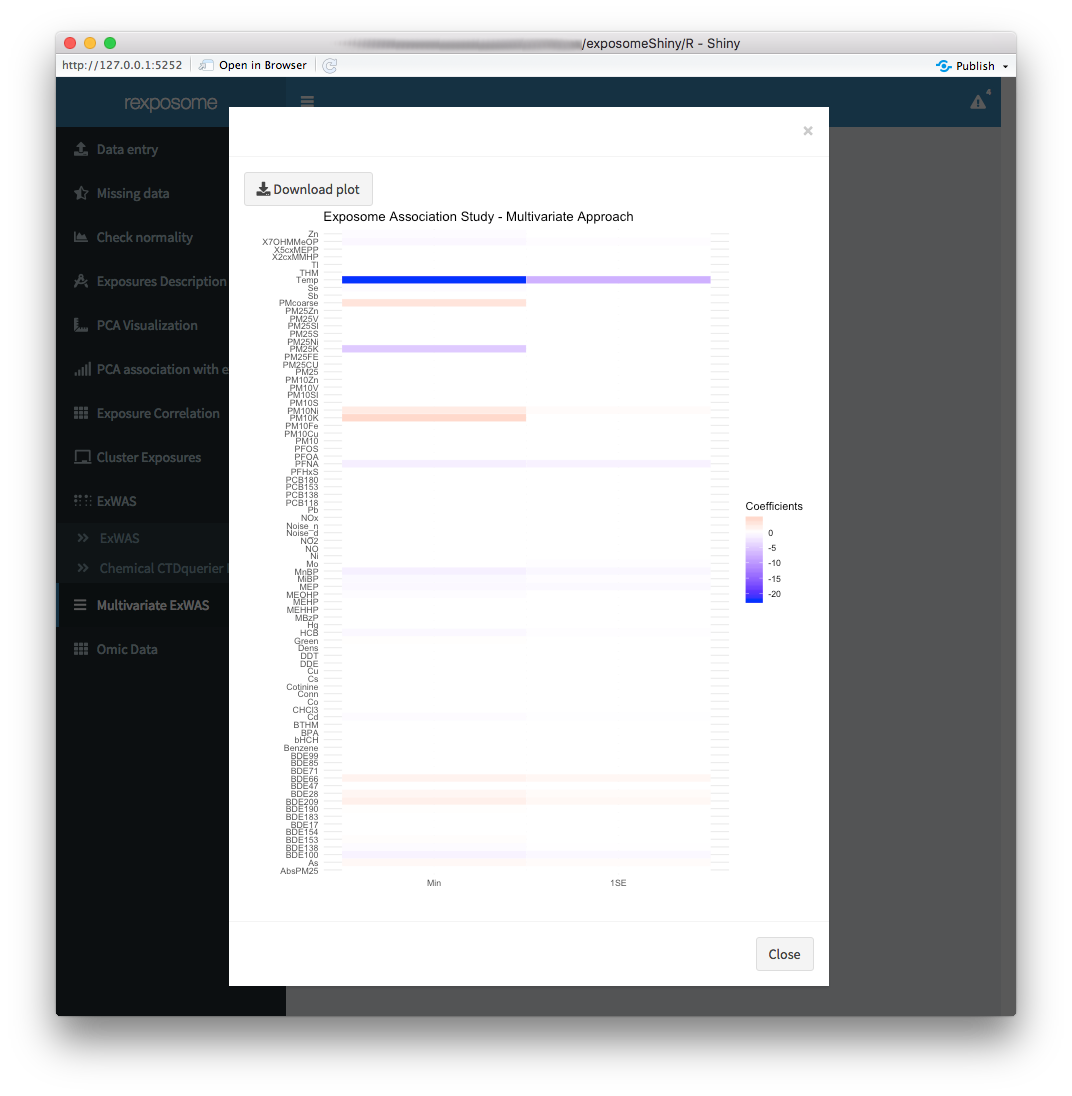 /exposomeShiny/R - Shiny
http://127.0.0.1:5252 Open in Browser Publish
rexposome
4
×
Data entry
Missing data
Check normality
Exposures Description
PCA Visualization
PCA association with e
Exposure Correlation
Cluster Exposures
ExWAS
ExWAS
Chemical CTDquerier
Multivariate ExWAS
Omic Data
Download plot
Exposome Association Study - Multivariate Approach
Zn
X7OHMMeOP
X5cxMEPP
X2cxMMHP
Tl
THM
Temp
Se
Sb
PMcoarse
PM25Zn
PM25V
PM25SI
PM25S
PM25Ni
PM25K
PM25FE
PM25CU
PM25
PM10Zn
PM10V
PM10SI
PM10S
PM10Ni
PM10K
PM10Fe
PM10Cu
PM10
PFOS
PFOA
PFNA
PFHxS
PCB180
PCB153
PCB138
PCB118
Pb
NOx
Noise_n
Noise_d
NO2
NO
Ni
Mo
MnBP
MiBP
MEP
MEOHP
MEHP
MEHHP
MBzP
Hg
HCB
Green
Dens
DDT
DDE
Cu
Cs
Cotinine
Conn
Co
CHCl3
Cd
BTHM
BPA
bHCH
Benzene
BDE99
BDE85
BDE71
BDE66
BDE47
BDE28
BDE209
BDE190
BDE183
BDE17
BDE154
BDE153
BDE138
BDE100
As
AbsPM25
Min 1SE
Coefficients
0
-5
-10
-15
-20
Close